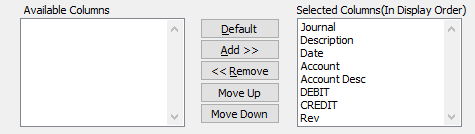 Available Columns
Default
Add >>
<< Remove
Move Up
Move Down
Selected Columns(In Display Order)
Journal
Description
Date
Account
Account Desc
DEBIT
CREDIT
Rev